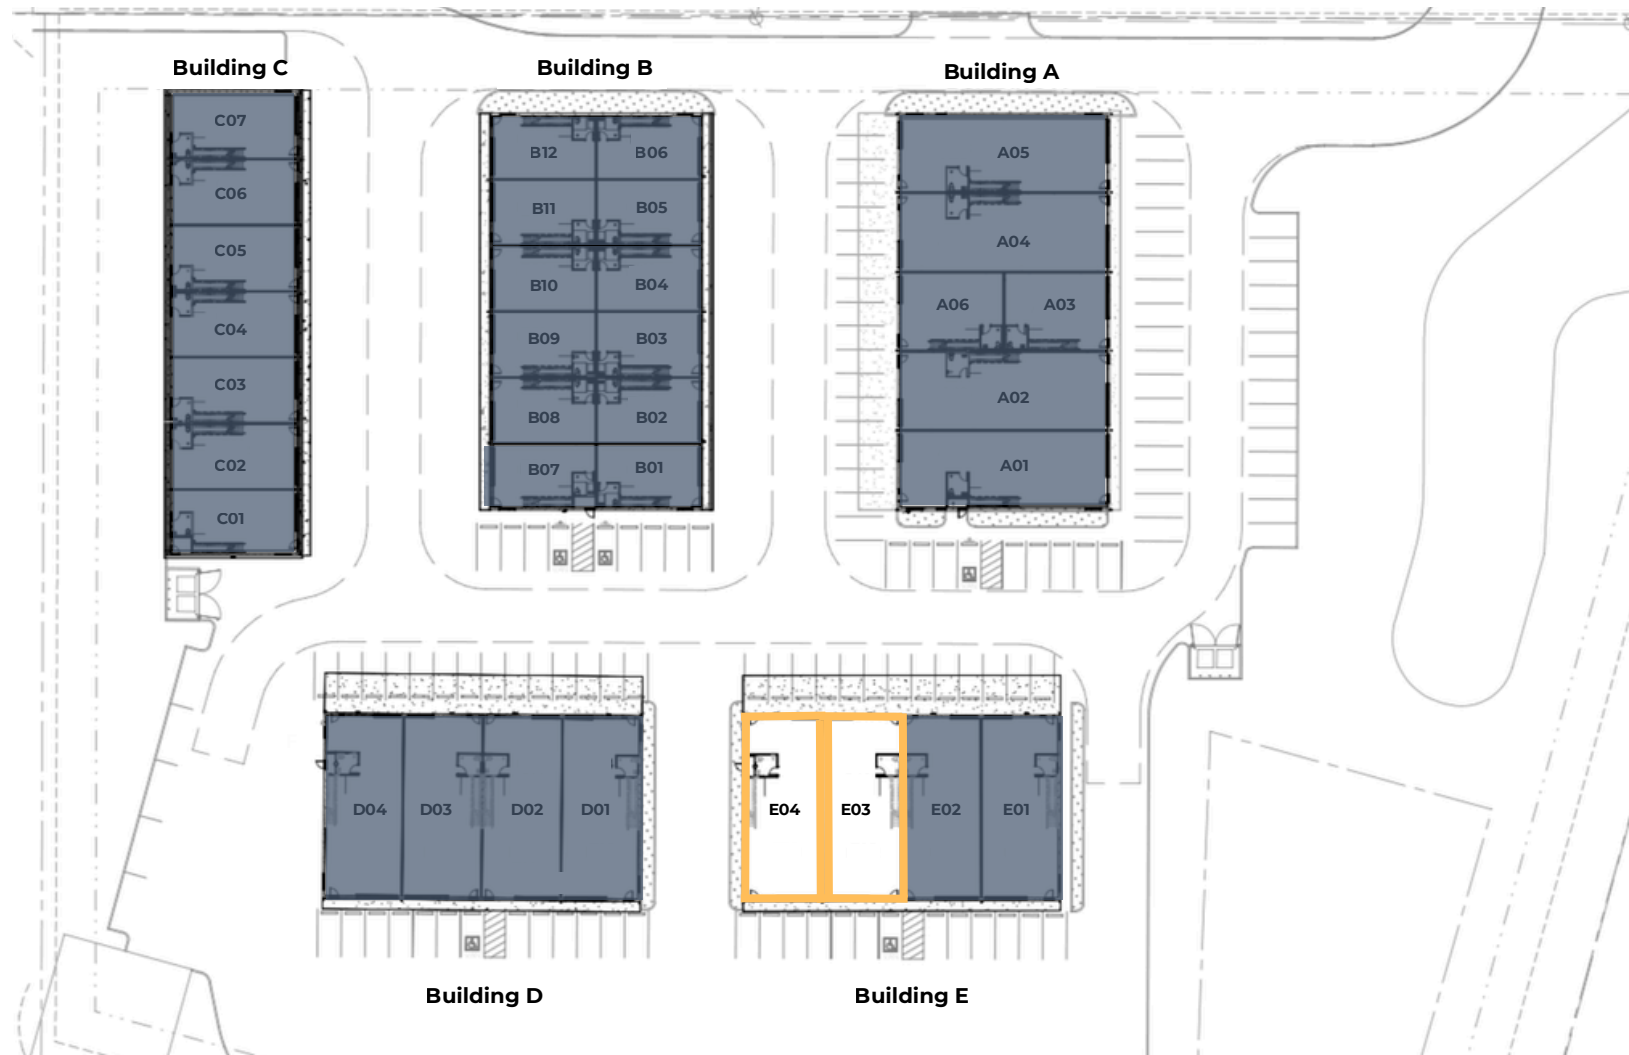 Building C
Building B
Building A
C07
C06
C05
C04
C03
C02
C01
B12 B06
B11 B05
B10 B04
B09 B03
B08 B02
B07 B01
A05
A04
A06 A03
A02
A01
D04 D03 D02 D01
E04 E03 E02 E01
Building D
Building E